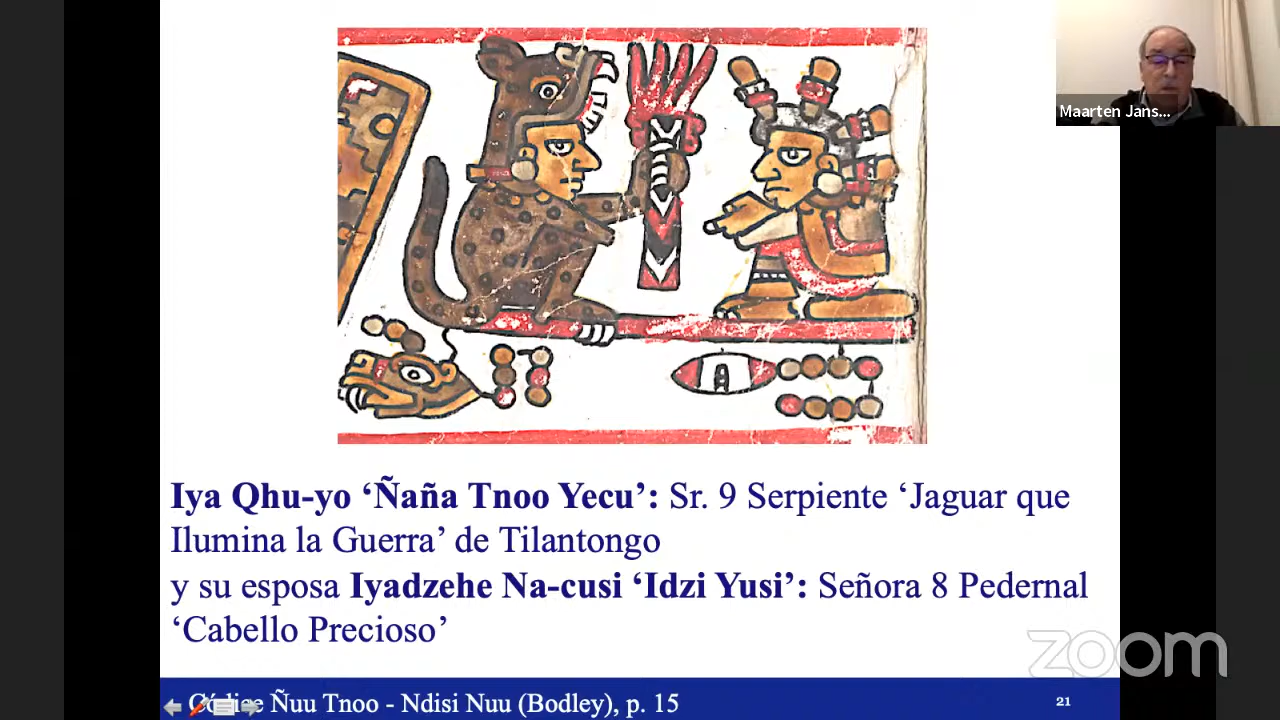 Maarten Jans...
Iya Qhu-yo ‘Ñaña Tnoo Yecu’: Sr. 9 Serpiente ‘Jaguar que
Ilumina la Guerra’ de Tilantongo
y su esposa Iyadzehe Na-cusi ‘Idzi Yusi’: Señora 8 Pedernal
‘Cabello Precioso’
zoom
Códice Ñuu Tnoo - Ndisi Nuu (Bodley), p. 15
21